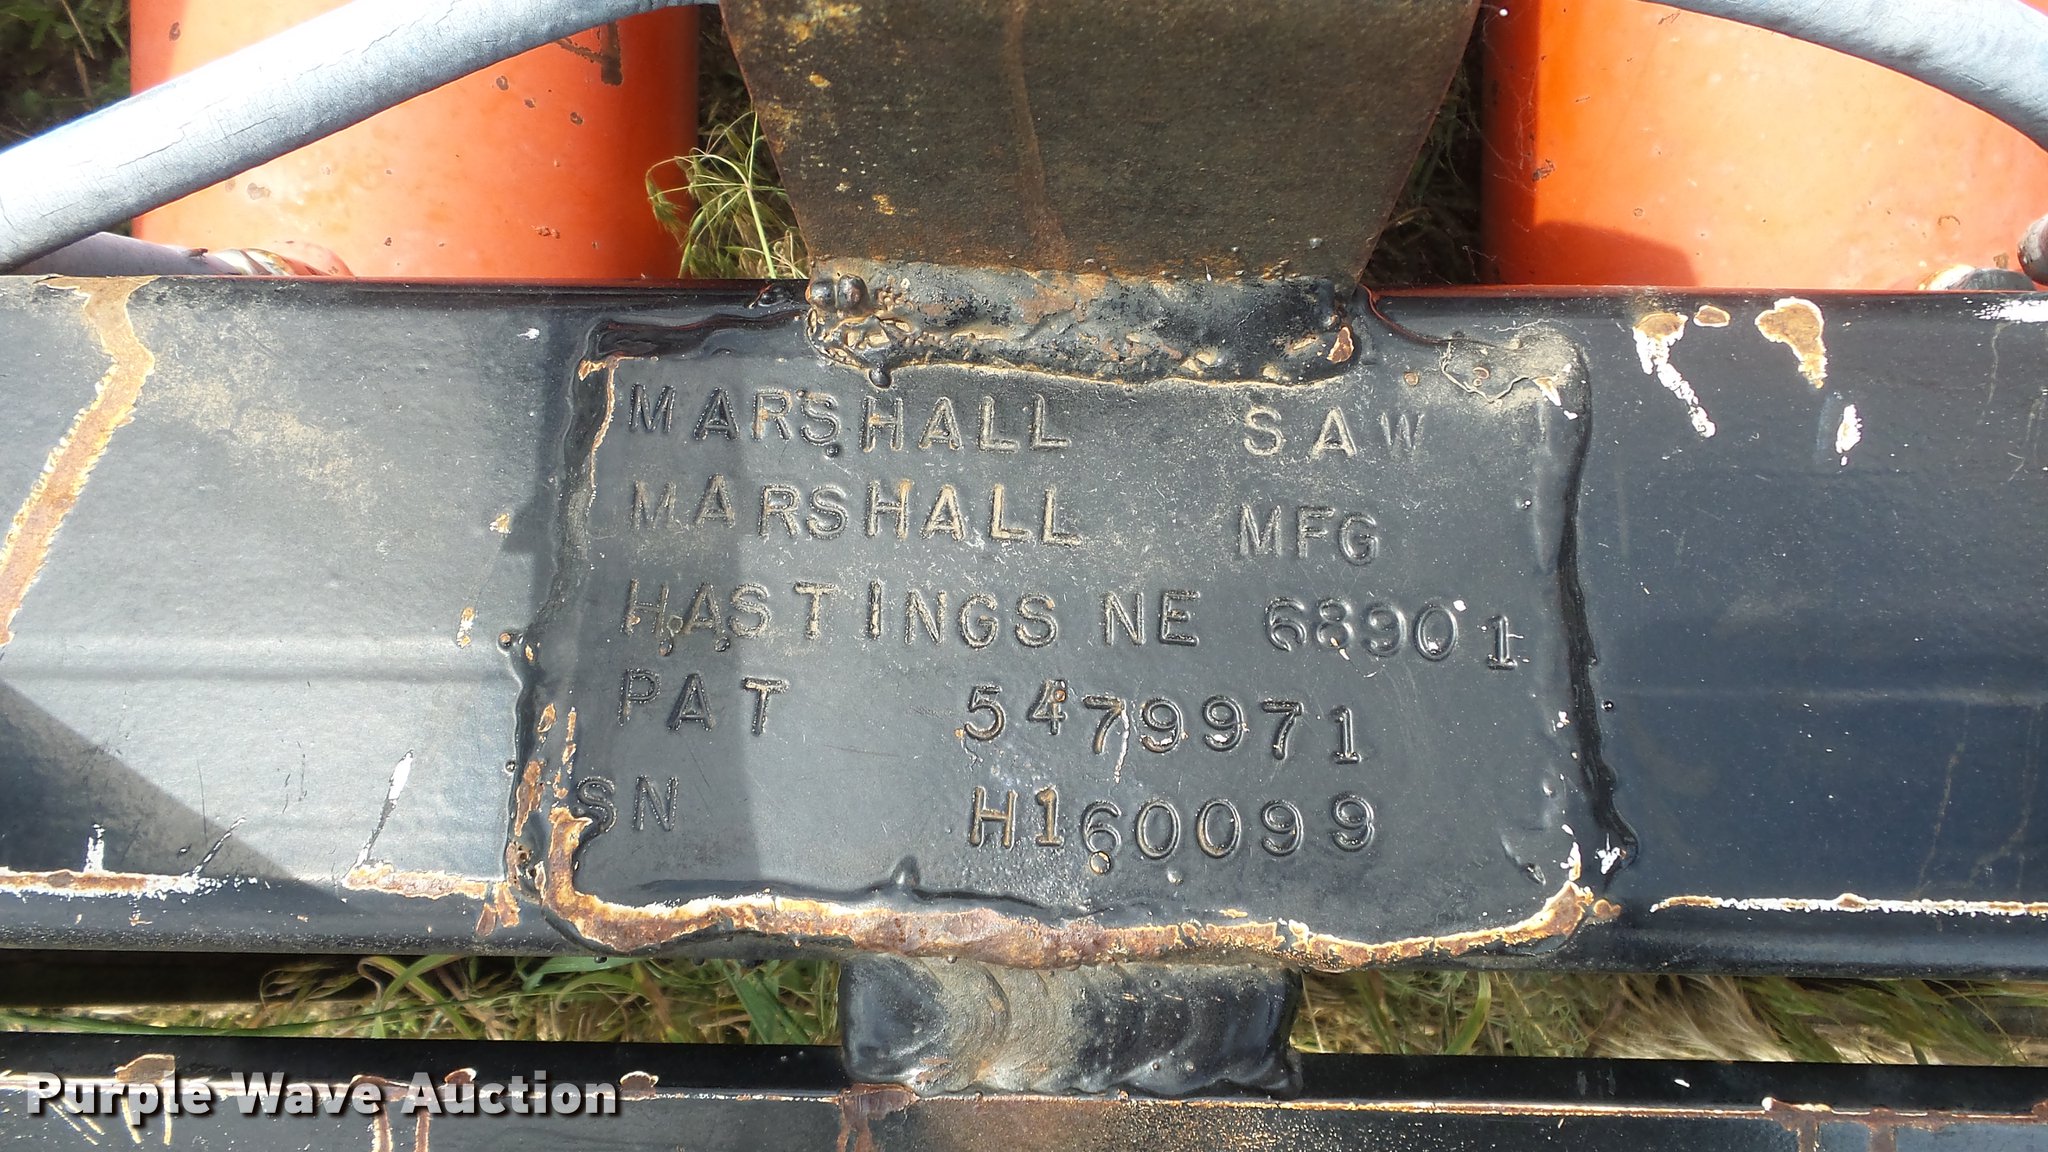 MARSHALL SAW
MARSHALL MFG
HASTINGS NE 68901
PAT 5479971
SN H160099
Purple Wave Auction